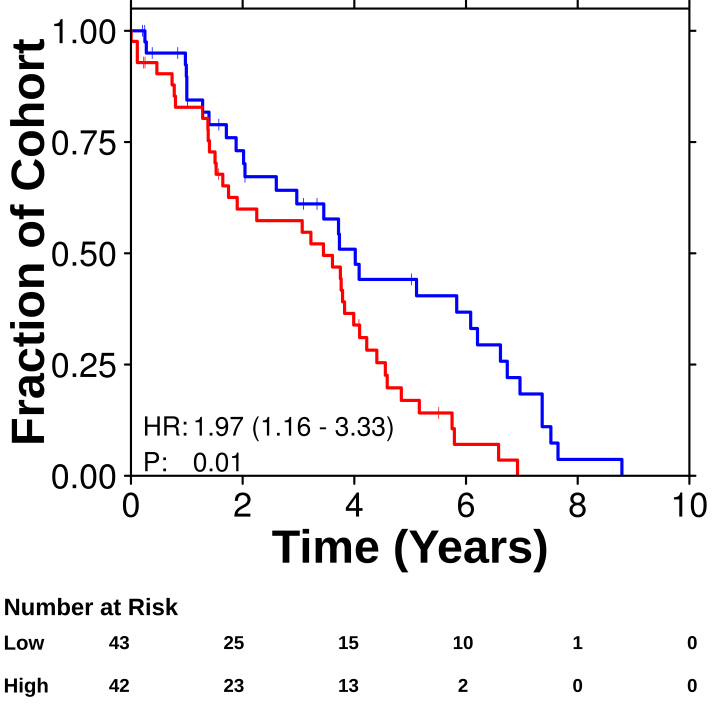 Fraction of Cohort
1.00
0.75
0.50
0.25
0.00
HR: 1.97 (1.16 - 3.33)
P: 0.01
0 2 4 6 8 10
Time (Years)
Number at Risk
Low 43 25 15 10 1 0
High 42 23 13 2 0 0